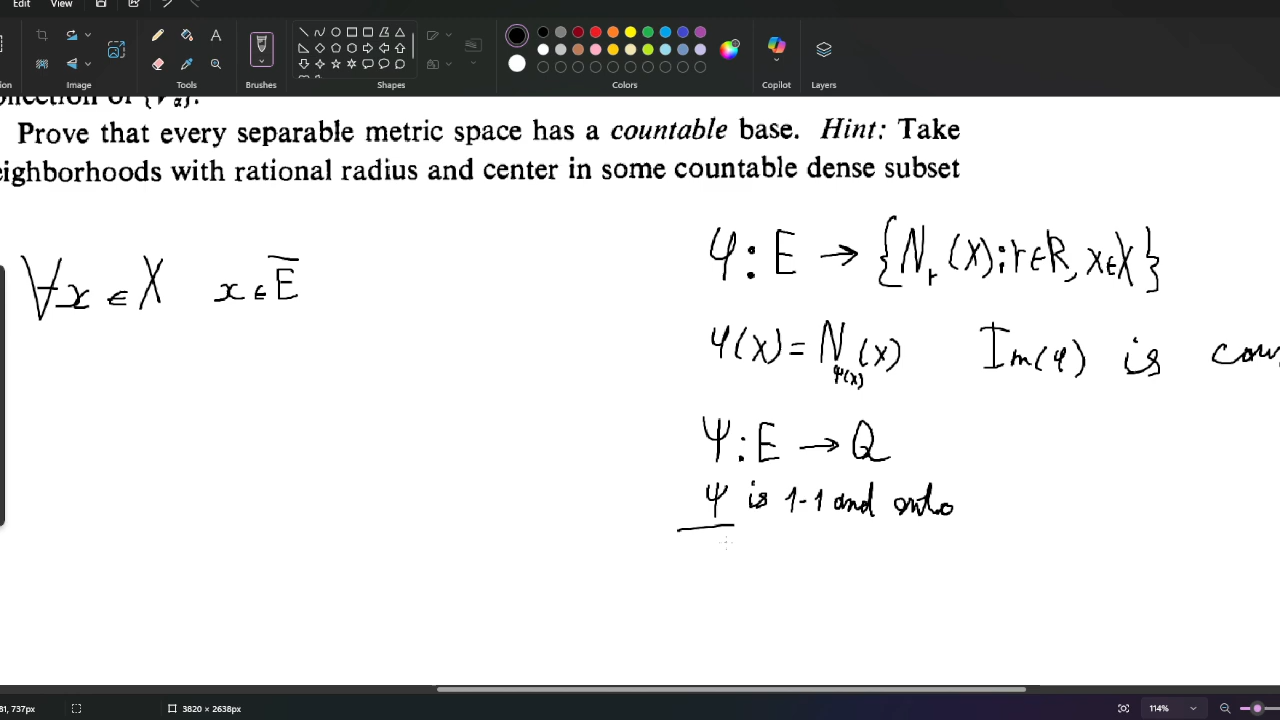 Edit View
Image Tools Brushes Shapes Colors Copilot Layers
Prove that every separable metric space has a countable base. Hint: Take
eighborhoods with rational radius and center in some countable dense subset
∀x ∈ X x ∈ E̅
φ : E → {N_r (x) ; r∈R, x∈X}
φ(x) = N_ψ(x) (x) Im(φ) is
ψ : E → Q
ψ is 1-1 and onto
81, 737px 3820 × 2638px 114%